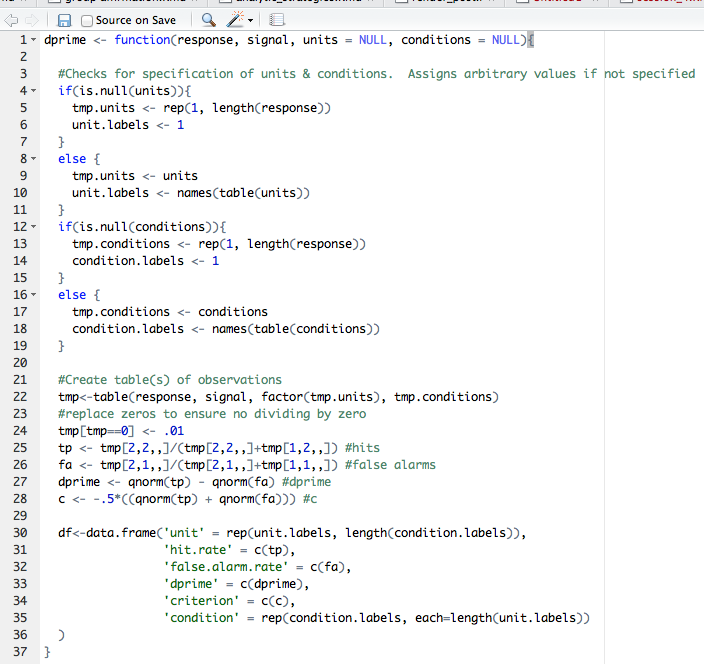 Source on Save
1 dprime <- function(response, signal, units = NULL, conditions = NULL){
2
3   #Checks for specification of units & conditions.  Assigns arbitrary values if not specified
4   if(is.null(units)){
5     tmp.units <- rep(1, length(response))
6     unit.labels <- 1
7   }
8   else {
9     tmp.units <- units
10     unit.labels <- names(table(units))
11   }
12   if(is.null(conditions)){
13     tmp.conditions <- rep(1, length(response))
14     condition.labels <- 1
15   }
16   else {
17     tmp.conditions <- conditions
18     condition.labels <- names(table(conditions))
19   }
20
21   #Create table(s) of observations
22   tmp<-table(response, signal, factor(tmp.units), tmp.conditions)
23   #replace zeros to ensure no dividing by zero
24   tmp[tmp==0] <- .01
25   tp <- tmp[2,2,,]/(tmp[2,2,,]+tmp[1,2,,]) #hits
26   fa <- tmp[2,1,,]/(tmp[2,1,,]+tmp[1,1,,]) #false alarms
27   dprime <- qnorm(tp) - qnorm(fa) #dprime
28   c <- -.5*((qnorm(tp) + qnorm(fa))) #c
29
30   df<-data.frame('unit' = rep(unit.labels, length(condition.labels)),
31                  'hit.rate' = c(tp),
32                  'false.alarm.rate' = c(fa),
33                  'dprime' = c(dprime),
34                  'criterion' = c(c),
35                  'condition' = rep(condition.labels, each=length(unit.labels))
36   )
37 }